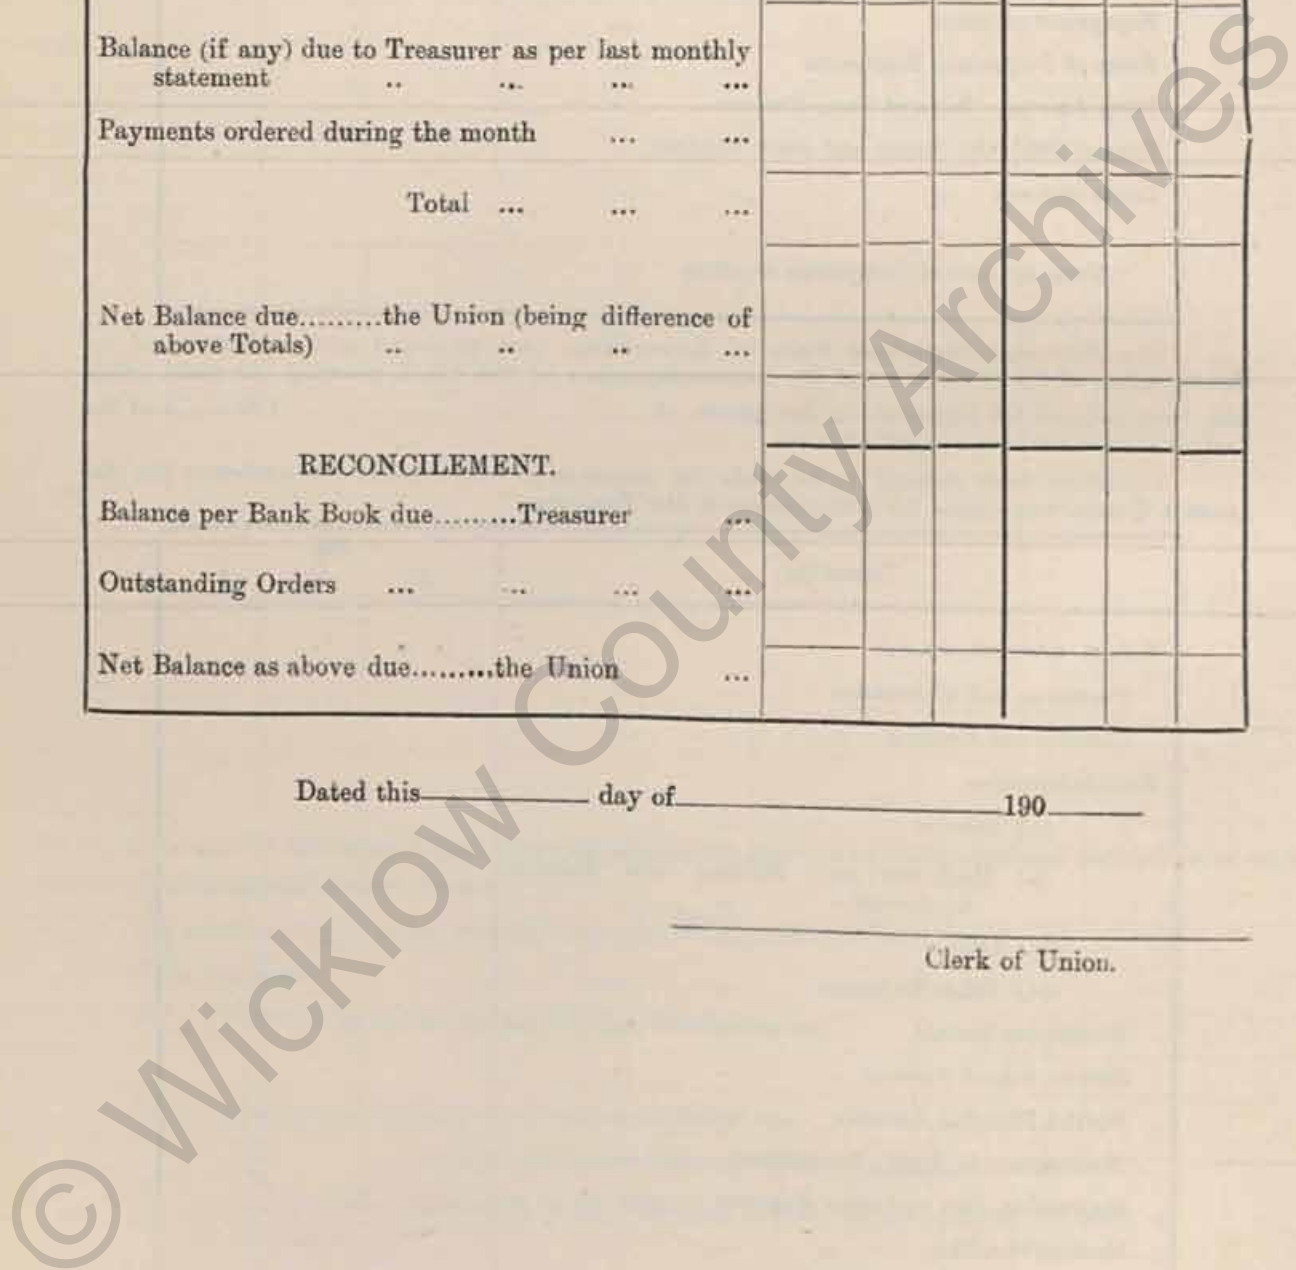 Balance (if any) due to Treasurer as per last monthly
statement .. ... ... ...
Payments ordered during the month ... ...
Total ... ... ...
Net Balance due.........the Union (being difference of
above Totals) .. .. .. ...
RECONCILEMENT.
Balance per Bank Book due.........Treasurer ...
Outstanding Orders ... ... ... ...
Net Balance as above due.........the Union ...
Dated this day of 190
Clerk of Union.
© Wicklow County Archives